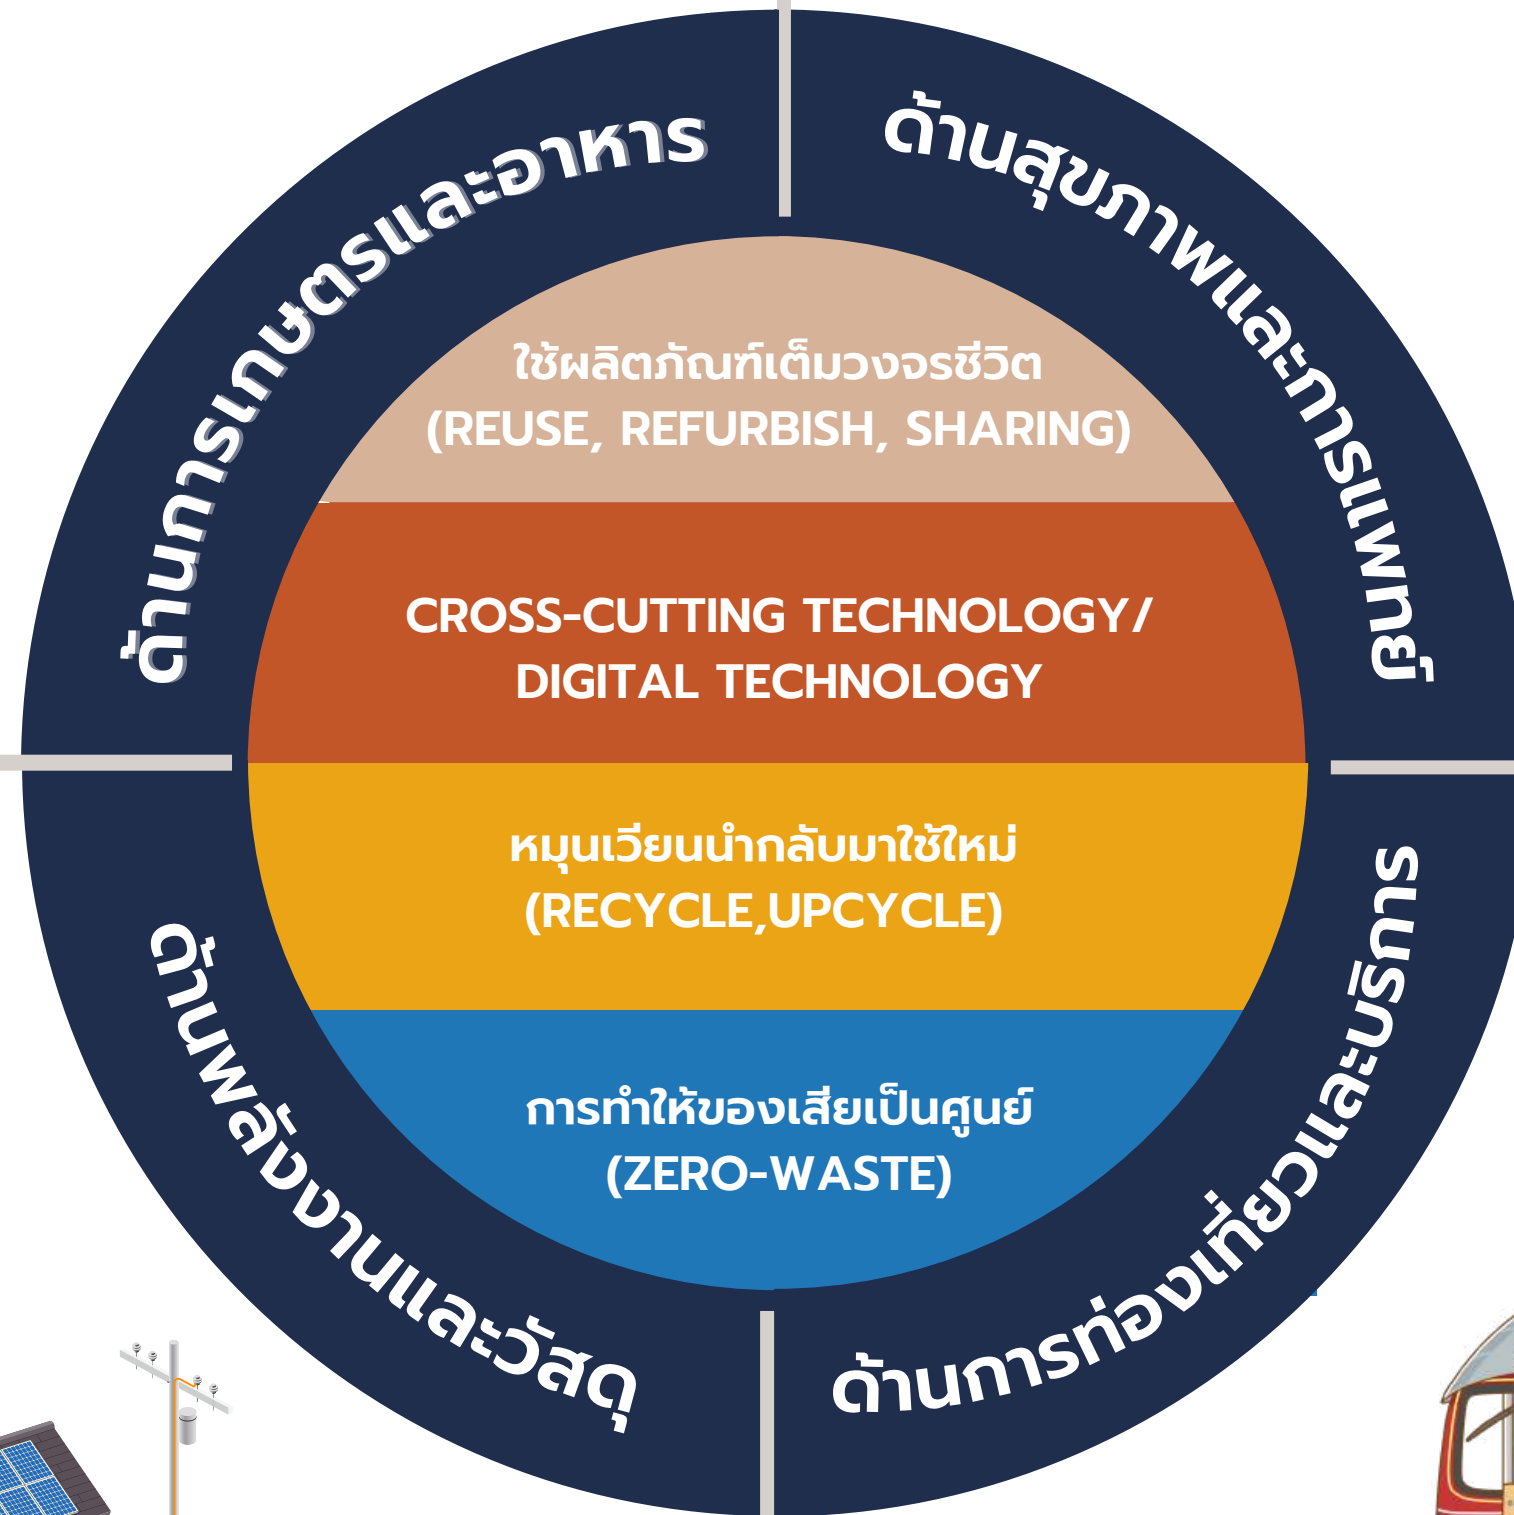 ด้านการเกษตรและอาหาร
ด้านสุขภาพและการแพทย์
ใช้ผลิตภัณฑ์เต็มวงจรชีวิต
(REUSE, REFURBISH, SHARING)
CROSS-CUTTING TECHNOLOGY/
DIGITAL TECHNOLOGY
หมุนเวียนนำกลับมาใช้ใหม่
(RECYCLE,UPCYCLE)
การทำให้ของเสียเป็นศูนย์
(ZERO-WASTE)
ด้านพลังงานและวัสดุ
ด้านการท่องเที่ยวและบริการ